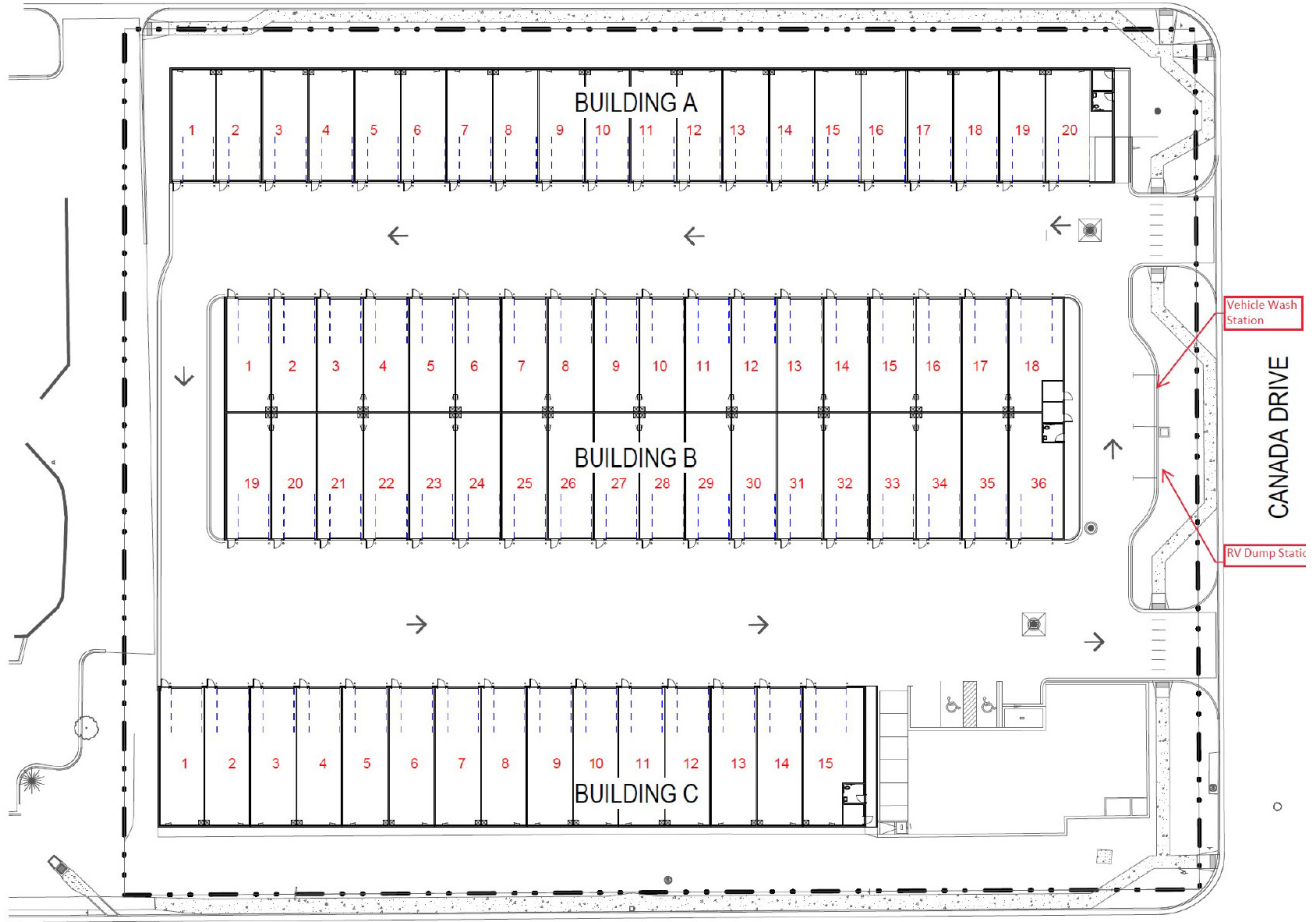 BUILDING A
1 2 3 4 5 6 7 8 9 10 11 12 13 14 15 16 17 18 19 20
Vehicle Wash
Station
1 2 3 4 5 6 7 8 9 10 11 12 13 14 15 16 17 18
CANADA DRIVE
BUILDING B
19 20 21 22 23 24 25 26 27 28 29 30 31 32 33 34 35 36
RV Dump Statio
1 2 3 4 5 6 7 8 9 10 11 12 13 14 15
BUILDING C